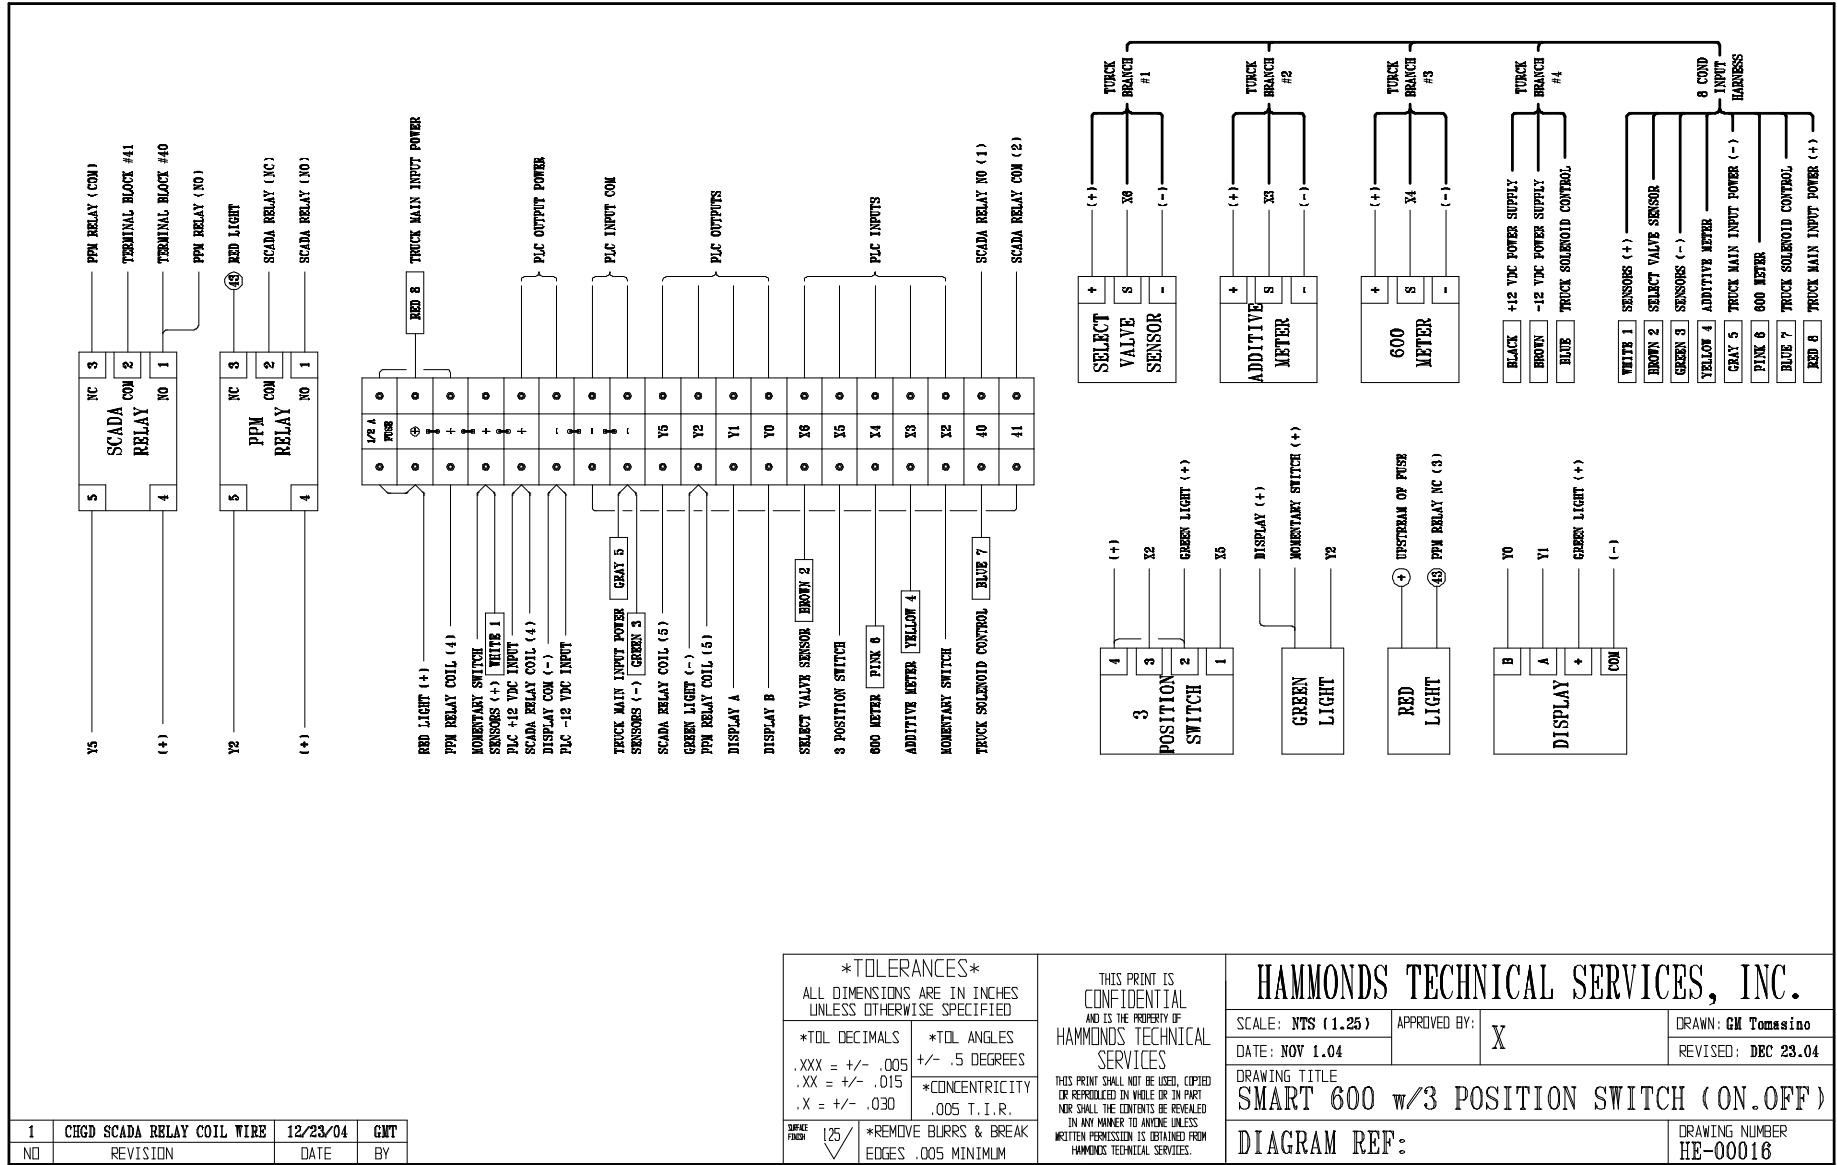 PPM RELAY (COM)
TERMINAL BLOCK #41
TERMINAL BLOCK #40
PPM RELAY (NO)
43 RED LIGHT
SCADA RELAY (NC)
SCADA RELAY (NO)
3
2
1
NC
COM
NO
SCADA
RELAY
5
4
Y5
(+)
3
2
1
NC
COM
NO
PPM
RELAY
5
4
Y2
(+)
RED 8
TRUCK MAIN INPUT POWER
PLC OUTPUT POWER
PLC INPUT COM
PLC OUTPUTS
PLC INPUTS
SCADA RELAY NO (1)
SCADA RELAY COM (2)
1/2 A
FUSE
+
+
+
+
-
-
-
Y5
Y2
Y1
Y0
X6
X5
X4
X3
X2
40
41
RED LIGHT (+)
PPM RELAY COIL (4)
MOMENTARY SWITCH
SENSORS (+) WHITE 1
PLC +12 VDC INPUT
SCADA RELAY COIL (4)
DISPLAY COM (-)
PLC -12 VDC INPUT
TRUCK MAIN INPUT POWER GRAY 5
SENSORS (-) GREEN 3
SCADA RELAY COIL (5)
GREEN LIGHT (-)
PPM RELAY COIL (5)
DISPLAY A
DISPLAY B
SELECT VALVE SENSOR BROWN 2
3 POSITION SWITCH
600 METER PINK 6
ADDITIVE METER YELLOW 4
MOMENTARY SWITCH
TRUCK SOLENOID CONTROL BLUE 7
TURCK
BRANCH
#1
TURCK
BRANCH
#2
TURCK
BRANCH
#3
TURCK
BRANCH
#4
8 COND
INPUT
HARNESS
(+)
X6
(-)
+
S
-
SELECT
VALVE
SENSOR
(+)
X3
(-)
+
S
-
ADDITIVE
METER
(+)
X4
(-)
+
S
-
600
METER
BLACK +12 VDC POWER SUPPLY
BROWN -12 VDC POWER SUPPLY
BLUE TRUCK SOLENOID CONTROL
WHITE 1 SENSORS (+)
BROWN 2 SELECT VALVE SENSOR
GREEN 3 SENSORS (-)
YELLOW 4 ADDITIVE METER
GRAY 5 TRUCK MAIN INPUT POWER (-)
PINK 6 600 METER
BLUE 7 TRUCK SOLENOID CONTROL
RED 8 TRUCK MAIN INPUT POWER (+)
(+)
X2
GREEN LIGHT (+)
X5
4
3
2
1
3
POSITION
SWITCH
DISPLAY (+)
MOMENTARY SWITCH (+)
Y2
GREEN
LIGHT
+ UPSTREAM OF FUSE
43 PPM RELAY NC (3)
RED
LIGHT
Y0
Y1
GREEN LIGHT (+)
(-)
B
A
+
COM
DISPLAY
*TOLERANCES*
ALL DIMENSIONS ARE IN INCHES
UNLESS OTHERWISE SPECIFIED
*TOL DECIMALS
.XXX = +/- .005
.XX = +/- .015
.X = +/- .030
*TOL ANGLES
+/- .5 DEGREES
*CONCENTRICITY
.005 T.I.R.
SURFACE
FINISH
125
*REMOVE BURRS & BREAK
EDGES .005 MINIMUM
THIS PRINT IS
CONFIDENTIAL
AND IS THE PROPERTY OF
HAMMONDS TECHNICAL
SERVICES
THIS PRINT SHALL NOT BE USED, COPIED
OR REPRODUCED IN WHOLE OR IN PART
NOR SHALL THE CONTENTS BE REVEALED
IN ANY MANNER TO ANYONE UNLESS
WRITTEN PERMISSION IS OBTAINED FROM
HAMMONDS TECHNICAL SERVICES.
HAMMONDS TECHNICAL SERVICES, INC.
SCALE: NTS (1.25)
APPROVED BY:
X
DRAWN: GM Tomasino
DATE: NOV 1.04
REVISED: DEC 23.04
DRAWING TITLE
SMART 600 w/3 POSITION SWITCH (ON.OFF)
DIAGRAM REF:
DRAWING NUMBER
HE-00016
1 CHGD SCADA RELAY COIL WIRE 12/23/04 GMT
NO REVISION DATE BY